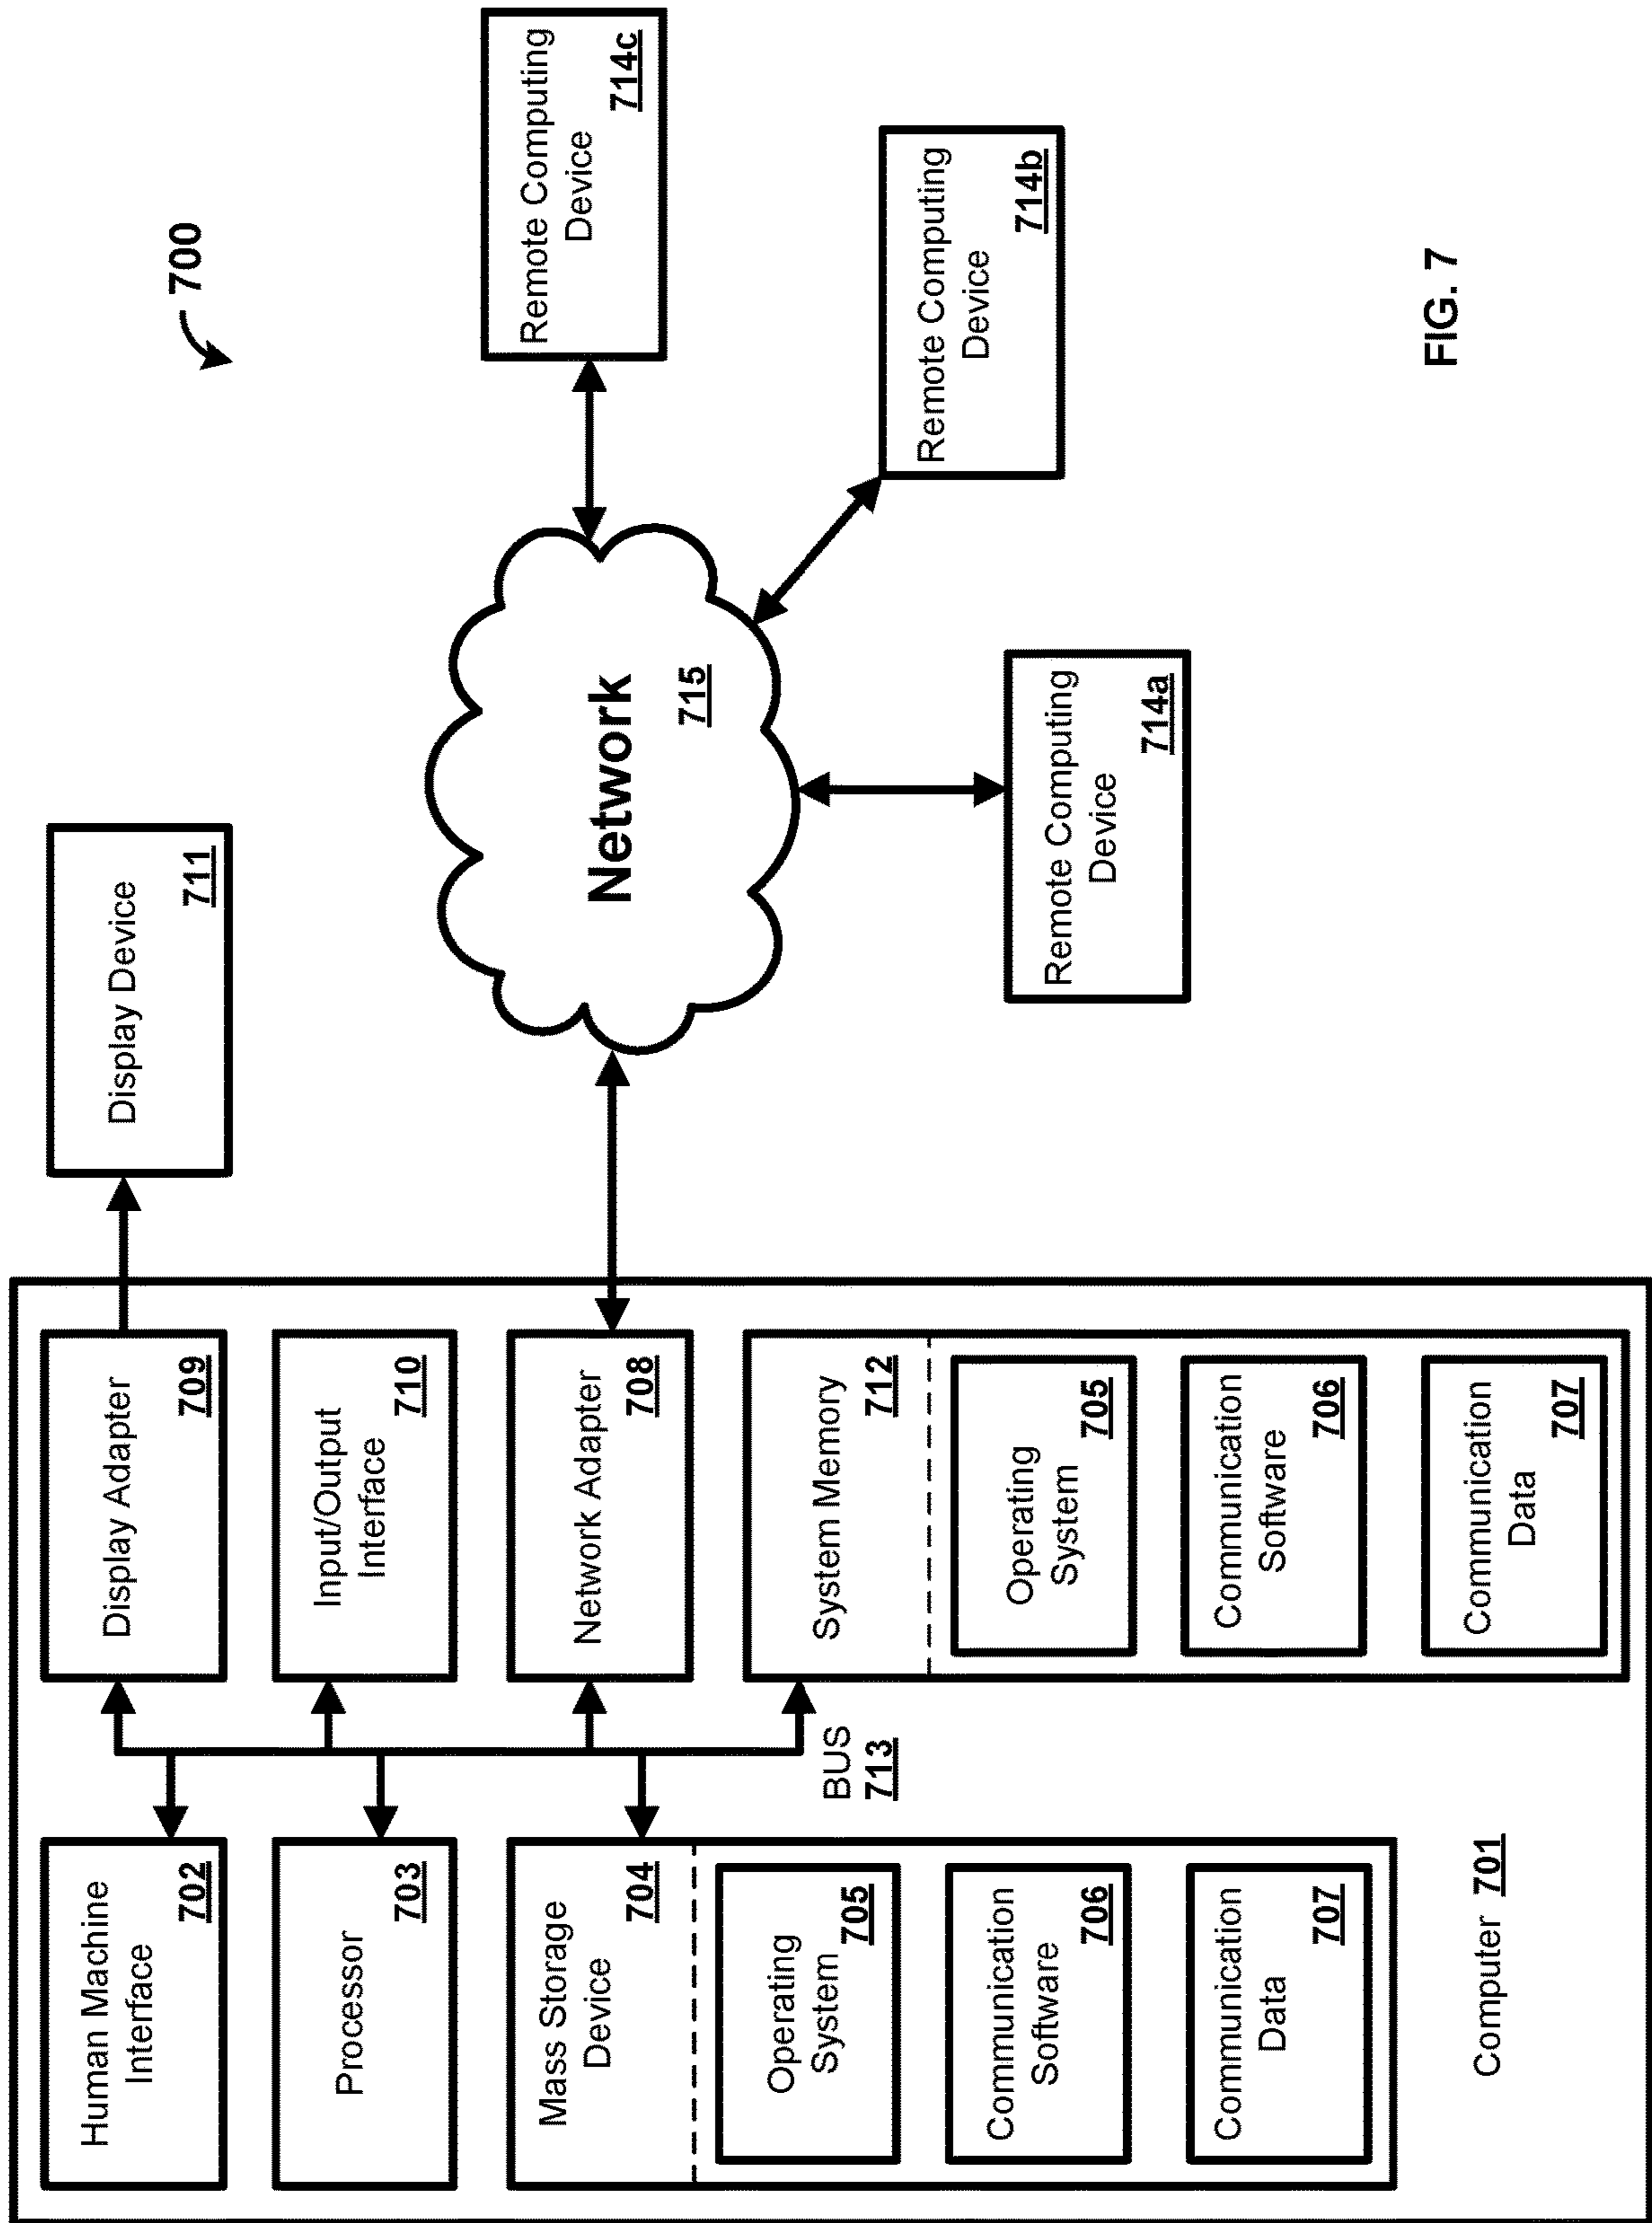 700
Human Machine
Interface
702
Processor
703
Mass Storage
Device
704
Operating
System
705
Communication
Software
706
Communication
Data
707
Computer 701
BUS
713
Display Adapter
709
Input/Output
Interface
710
Network Adapter
708
System Memory
712
Operating
System
705
Communication
Software
706
Communication
Data
707
Display Device
711
Network
715
Remote Computing
Device
714a
Remote Computing
Device
714b
Remote Computing
Device
714c
FIG. 7